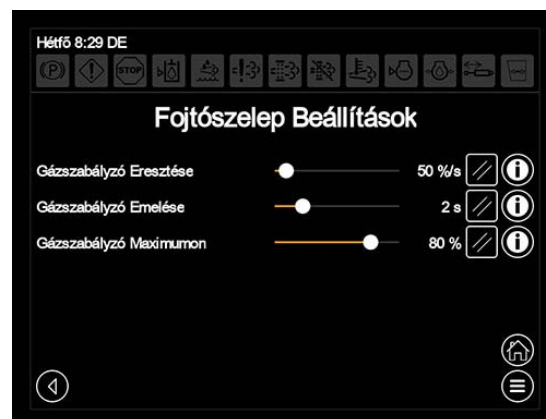 Hétfő 8:29 DE
STOP
Fojtószelep Beállítások
Gázszabályzó Eresztése 50 %/s
Gázszabályzó Emelése 2 s
Gázszabályzó Maximumon 80 %